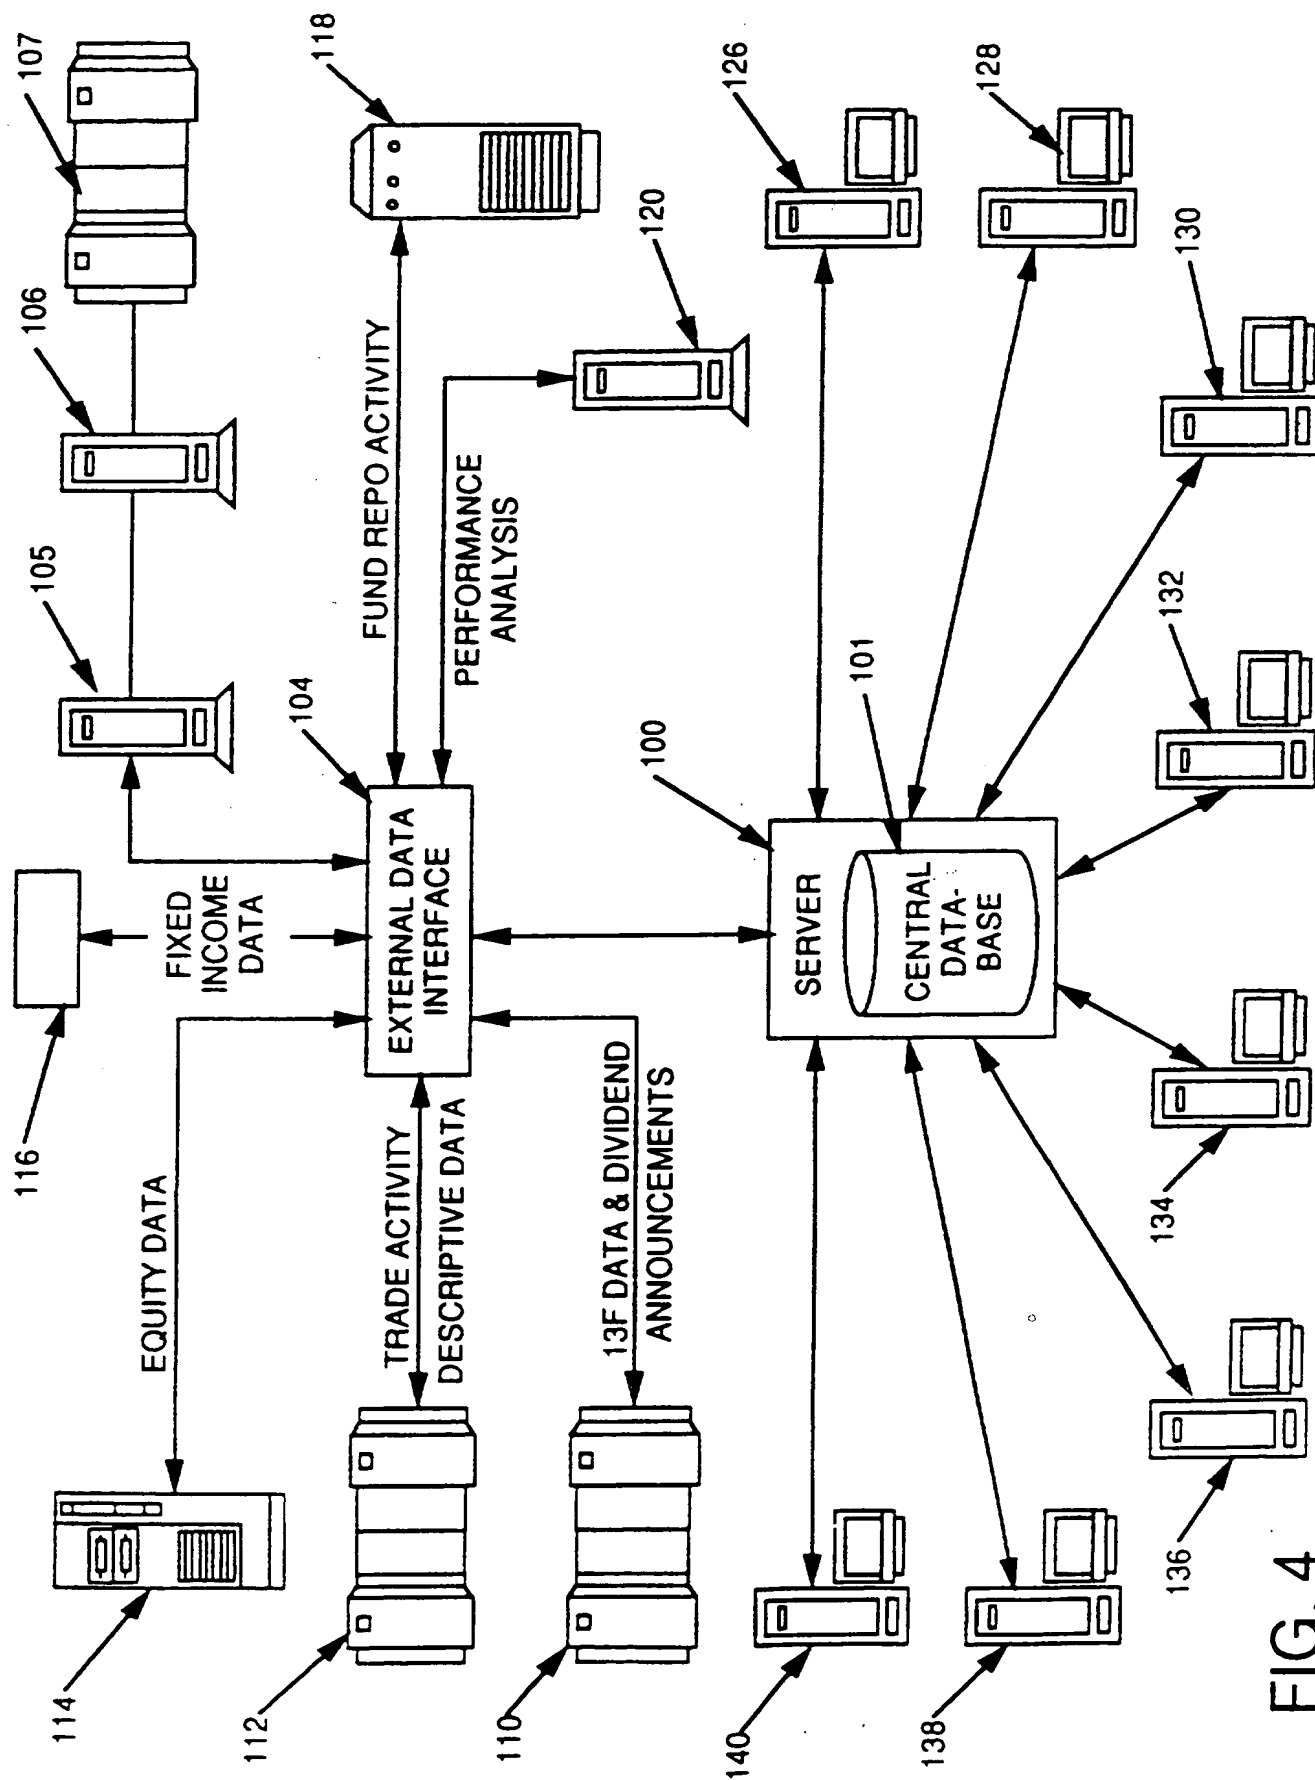 107
106
105
116
EQUITY DATA
FIXED
INCOME
DATA
114
118
104
EXTERNAL DATA
INTERFACE
FUND REPO ACTIVITY
PERFORMANCE
ANALYSIS
120
TRADE ACTIVITY
DESCRIPTIVE DATA
112
13F DATA & DIVIDEND
ANNOUNCEMENTS
110
100
SERVER
101
CENTRAL
DATA-
BASE
126
128
130
132
134
136
138
140
FIG. 4